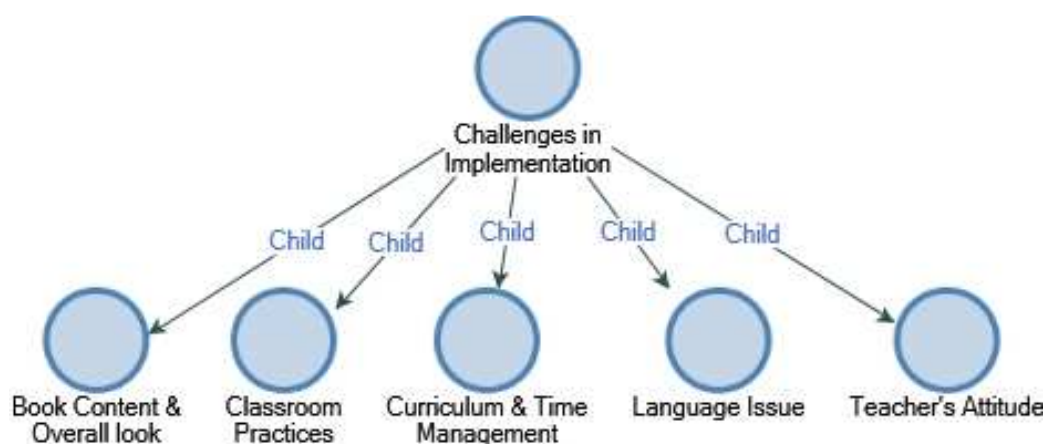 Challenges in
Implementation
Child
Child
Child
Child
Child
Book Content &
Overall look
Classroom
Practices
Curriculum & Time
Management
Language Issue
Teacher's Attitude